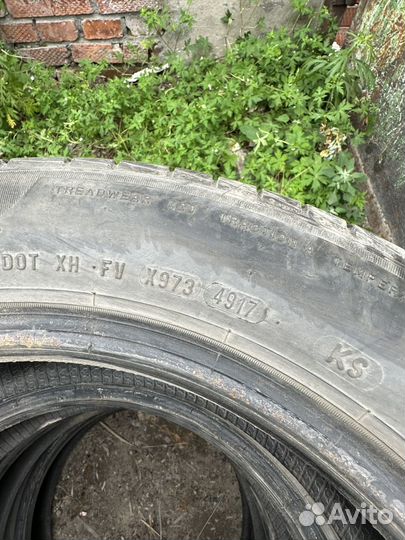 TREADWEAR TRACTION TEMPERA
DOT XH ·FV X973 4917
KS
Avito